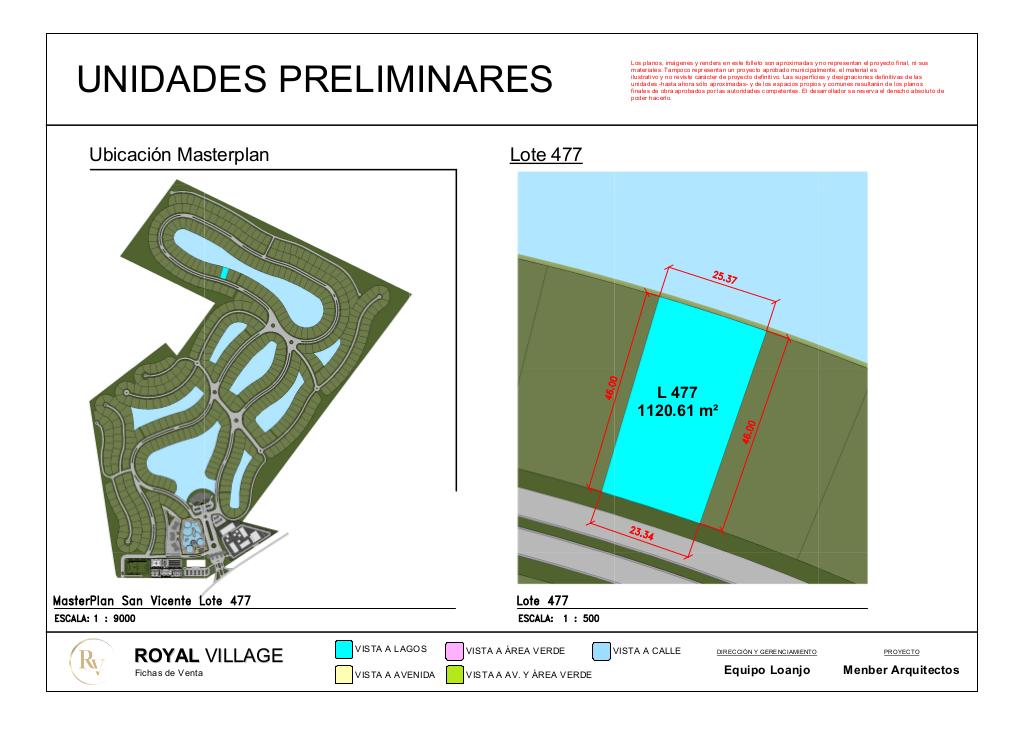 UNIDADES PRELIMINARES
Los planos, imágenes y renders en este folleto son aproximadas y no representan el proyecto final, ni sus
materiales. Tampoco representan un proyecto aprobado municipalmente, el material es
ilustrativo y no reviste carácter de proyecto definitivo. Las superficies y designaciones definitivas de las
unidades -hasta ahora sólo aproximadas- y de los espacios propios y comunes resultarán de los planos
finales de obra aprobados por las autoridades competentes. El desarrollador se reserva el derecho absoluto de
poder hacerlo.
Ubicación Masterplan
Lote 477
25.37
46.00
L 477
1120.61 m²
46.00
23.34
MasterPlan San Vicente Lote 477
ESCALA: 1 : 9000
Lote 477
ESCALA: 1 : 500
RV
ROYAL VILLAGE
Fichas de Venta
VISTA A LAGOS
VISTA A ÁREA VERDE
VISTA A CALLE
VISTA A AVENIDA
VISTA A AV. Y ÁREA VERDE
DIRECCIÓN Y GERENCIAMIENTO
Equipo Loanjo
PROYECTO
Menber Arquitectos